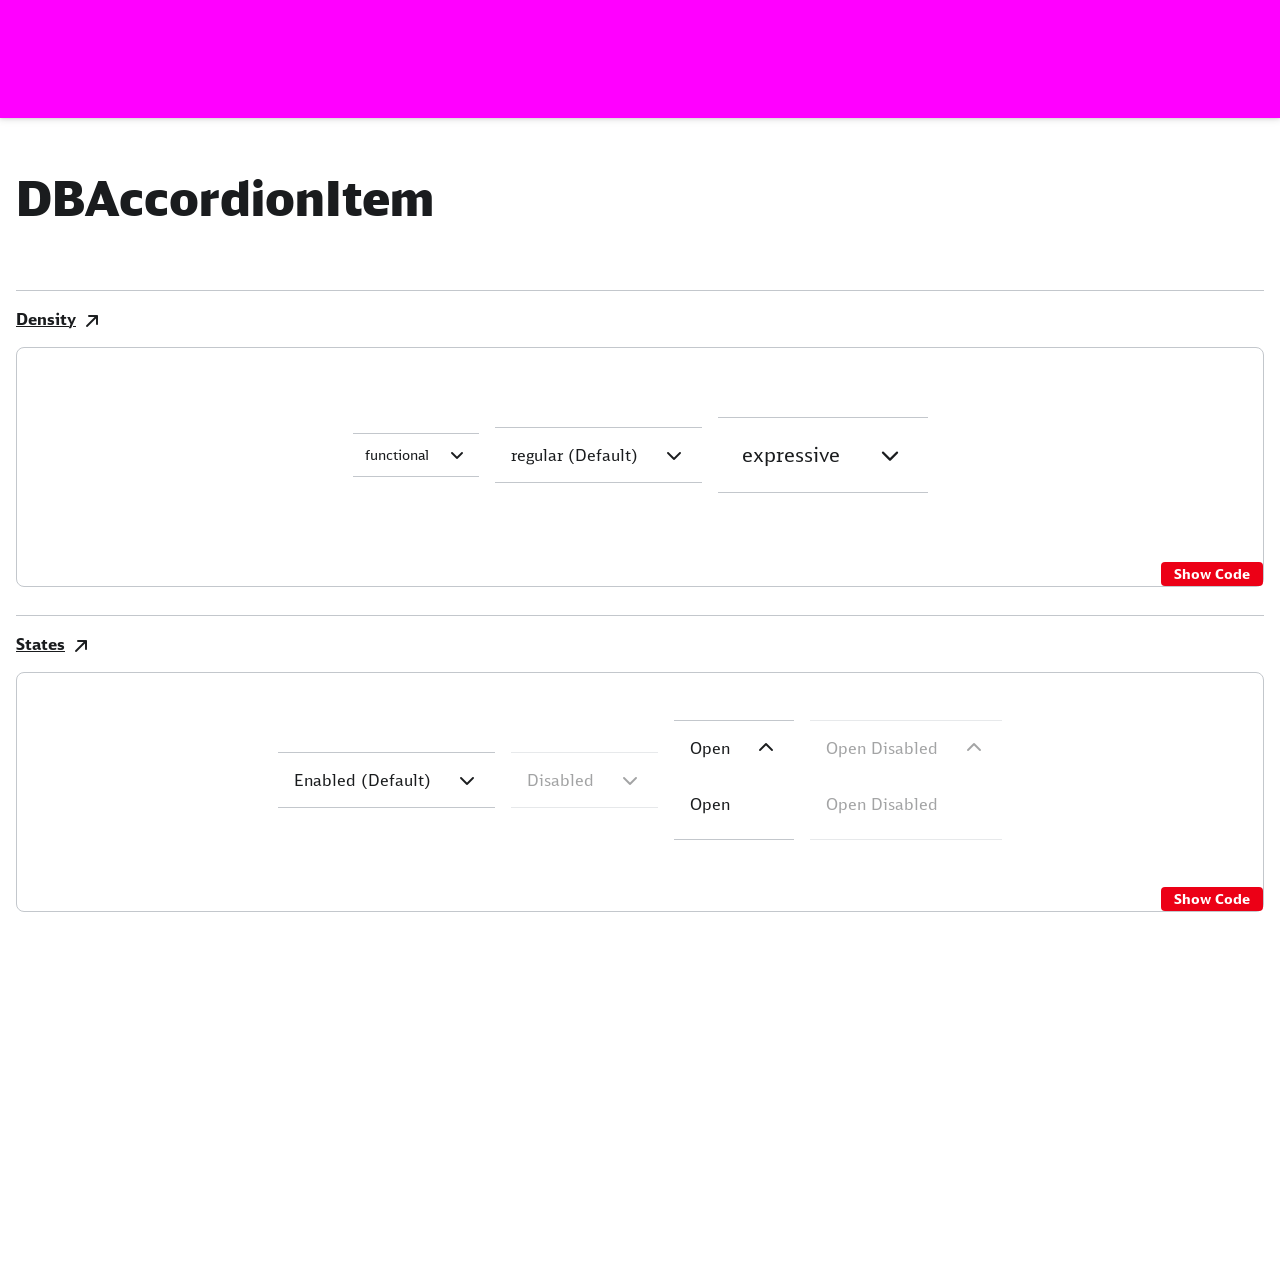 DBAccordionItem
Density
functional
regular (Default)
expressive
Show Code
States
Enabled (Default)
Disabled
Open
Open Disabled
Open
Open Disabled
Show Code